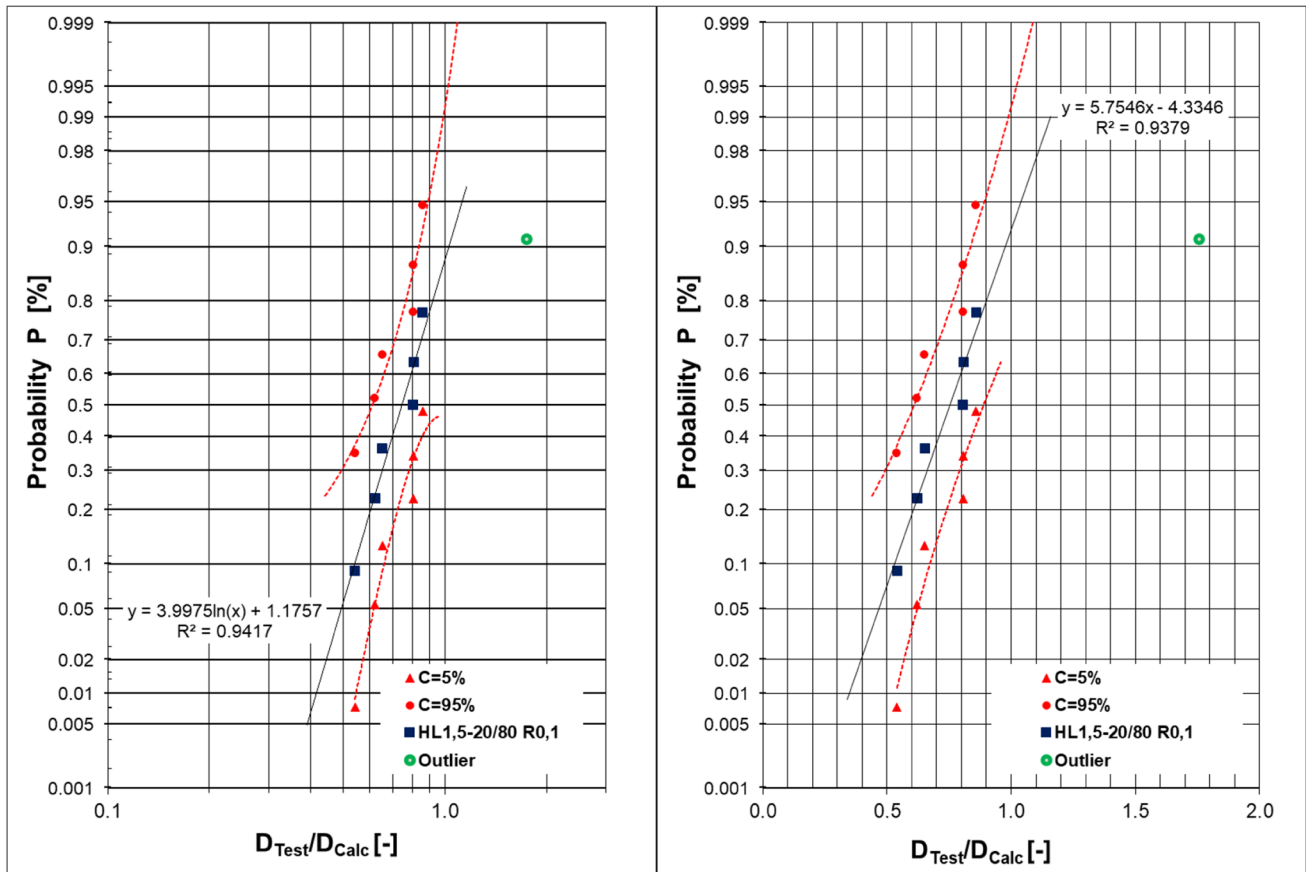 0.999
0.995
0.99
0.98
0.95
0.9
0.8
0.7
0.6
0.5
0.4
0.3
0.2
0.1
0.05
0.02
0.01
0.005
0.001
Probability P [%]
y = 3.9975ln(x) + 1.1757
R² = 0.9417
C=5%
C=95%
HL1,5-20/80 R0,1
Outlier
0.1
1.0
D_Test/D_Calc [-]
0.999
0.995
0.99
0.98
0.95
0.9
0.8
0.7
0.6
0.5
0.4
0.3
0.2
0.1
0.05
0.02
0.01
0.005
0.001
Probability P [%]
y = 5.7546x - 4.3346
R² = 0.9379
C=5%
C=95%
HL1,5-20/80 R0,1
Outlier
0.0
0.5
1.0
1.5
2.0
D_Test/D_Calc [-]